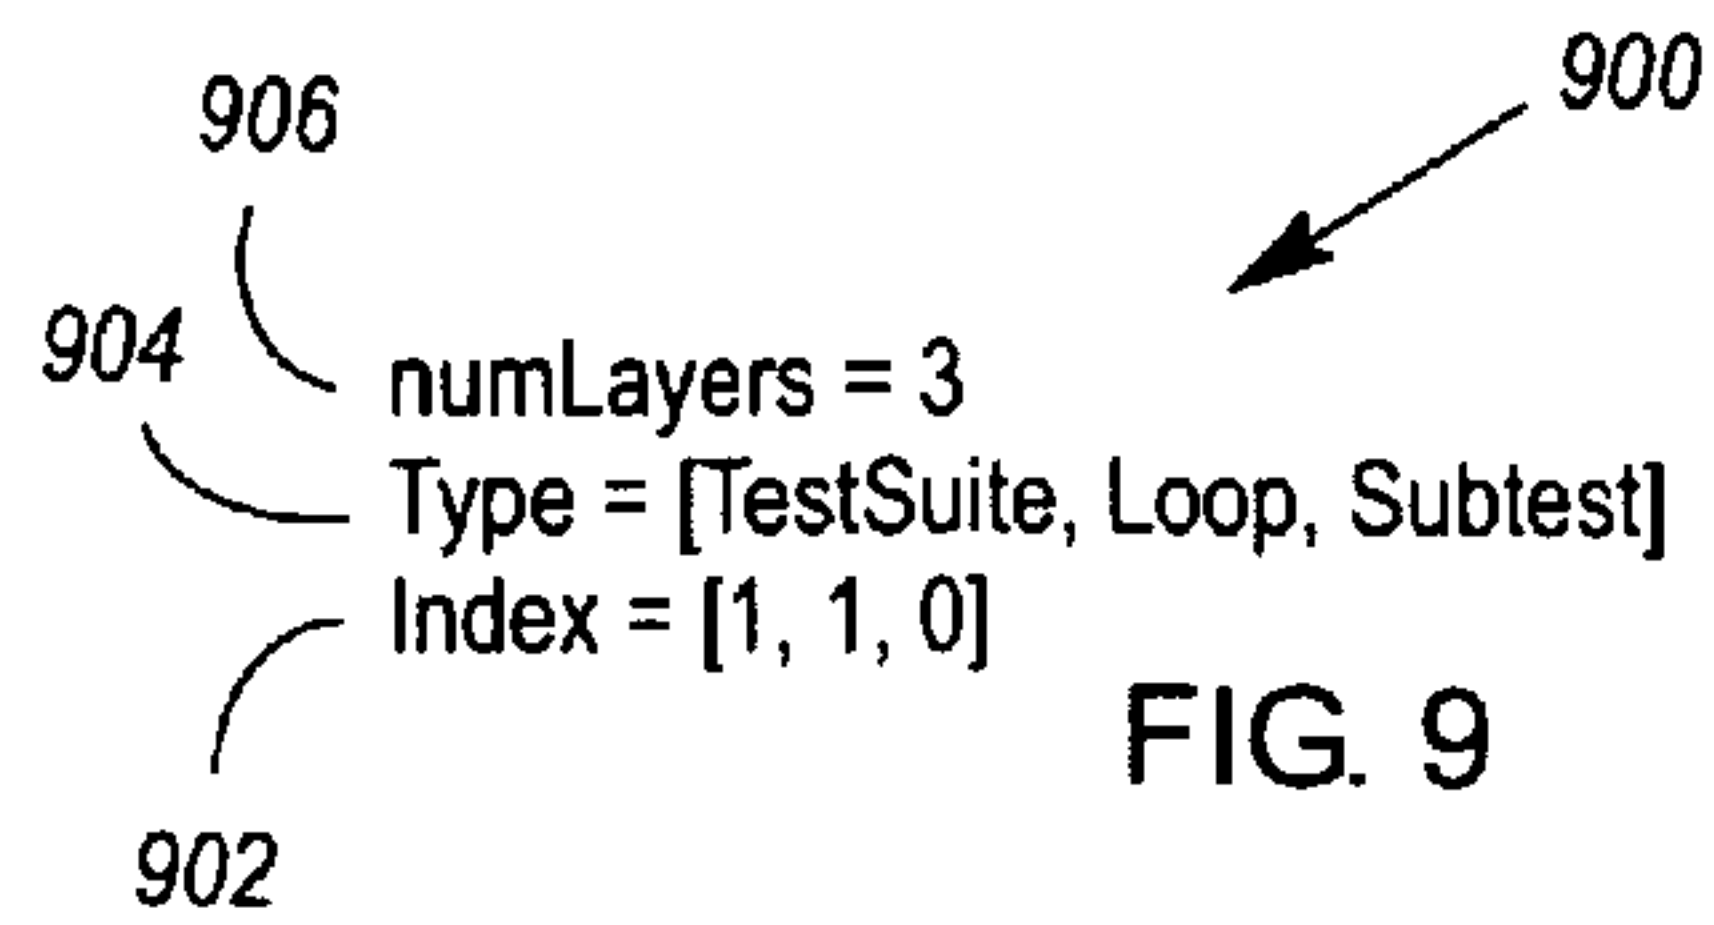 900
906
904
numLayers = 3
Type = [TestSuite, Loop, Subtest]
Index = [1, 1, 0]
FIG. 9
902